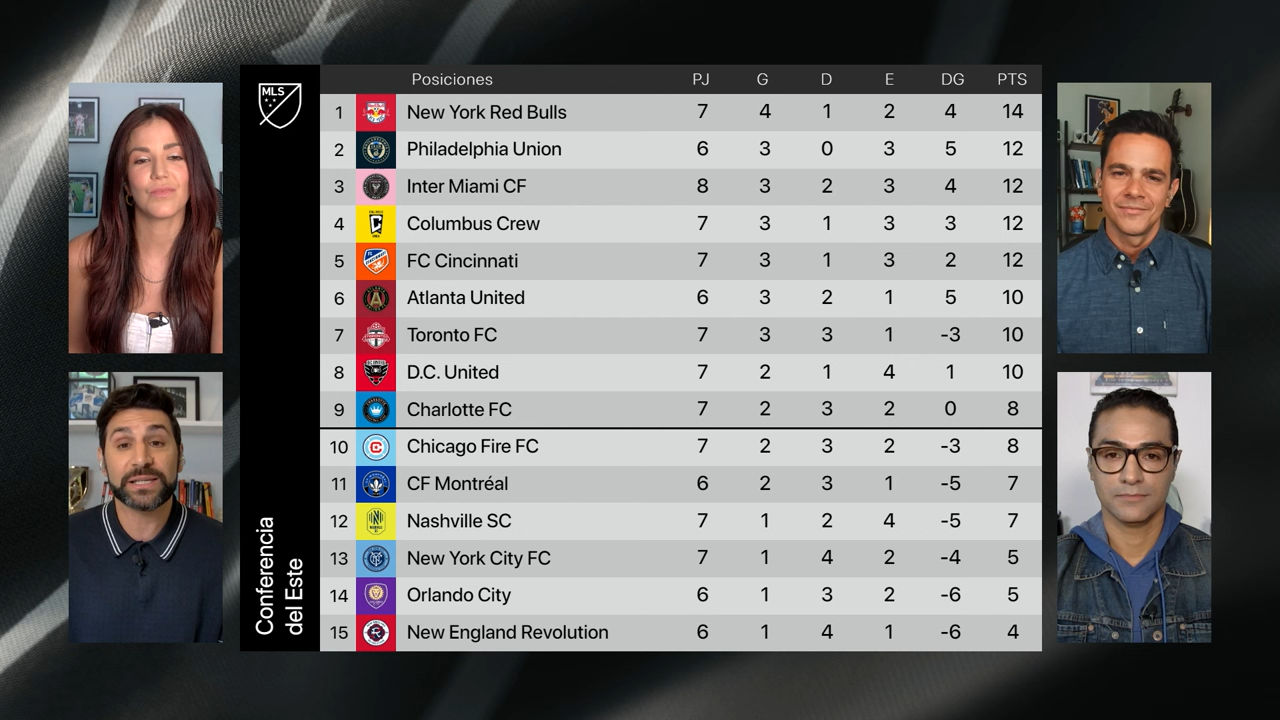 MLS
Posiciones PJ G D E DG PTS
1 New York Red Bulls 7 4 1 2 4 14
2 Philadelphia Union 6 3 0 3 5 12
3 Inter Miami CF 8 3 2 3 4 12
4 Columbus Crew 7 3 1 3 3 12
5 FC Cincinnati 7 3 1 3 2 12
6 Atlanta United 6 3 2 1 5 10
7 Toronto FC 7 3 3 1 -3 10
8 D.C. United 7 2 1 4 1 10
9 Charlotte FC 7 2 3 2 0 8
10 Chicago Fire FC 7 2 3 2 -3 8
11 CF Montréal 6 2 3 1 -5 7
12 Nashville SC 7 1 2 4 -5 7
13 New York City FC 7 1 4 2 -4 5
14 Orlando City 6 1 3 2 -6 5
15 New England Revolution 6 1 4 1 -6 4
Conferencia
del Este